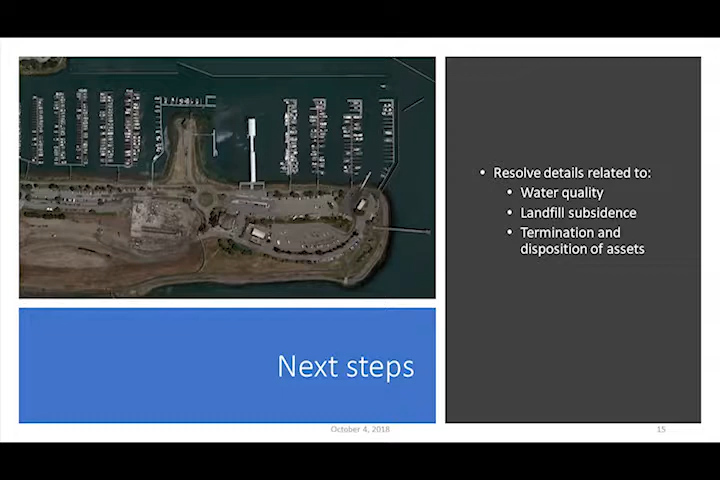 • Resolve details related to:
• Water quality
• Landfill subsidence
• Termination and
disposition of assets
Next steps
October 4, 2018
15